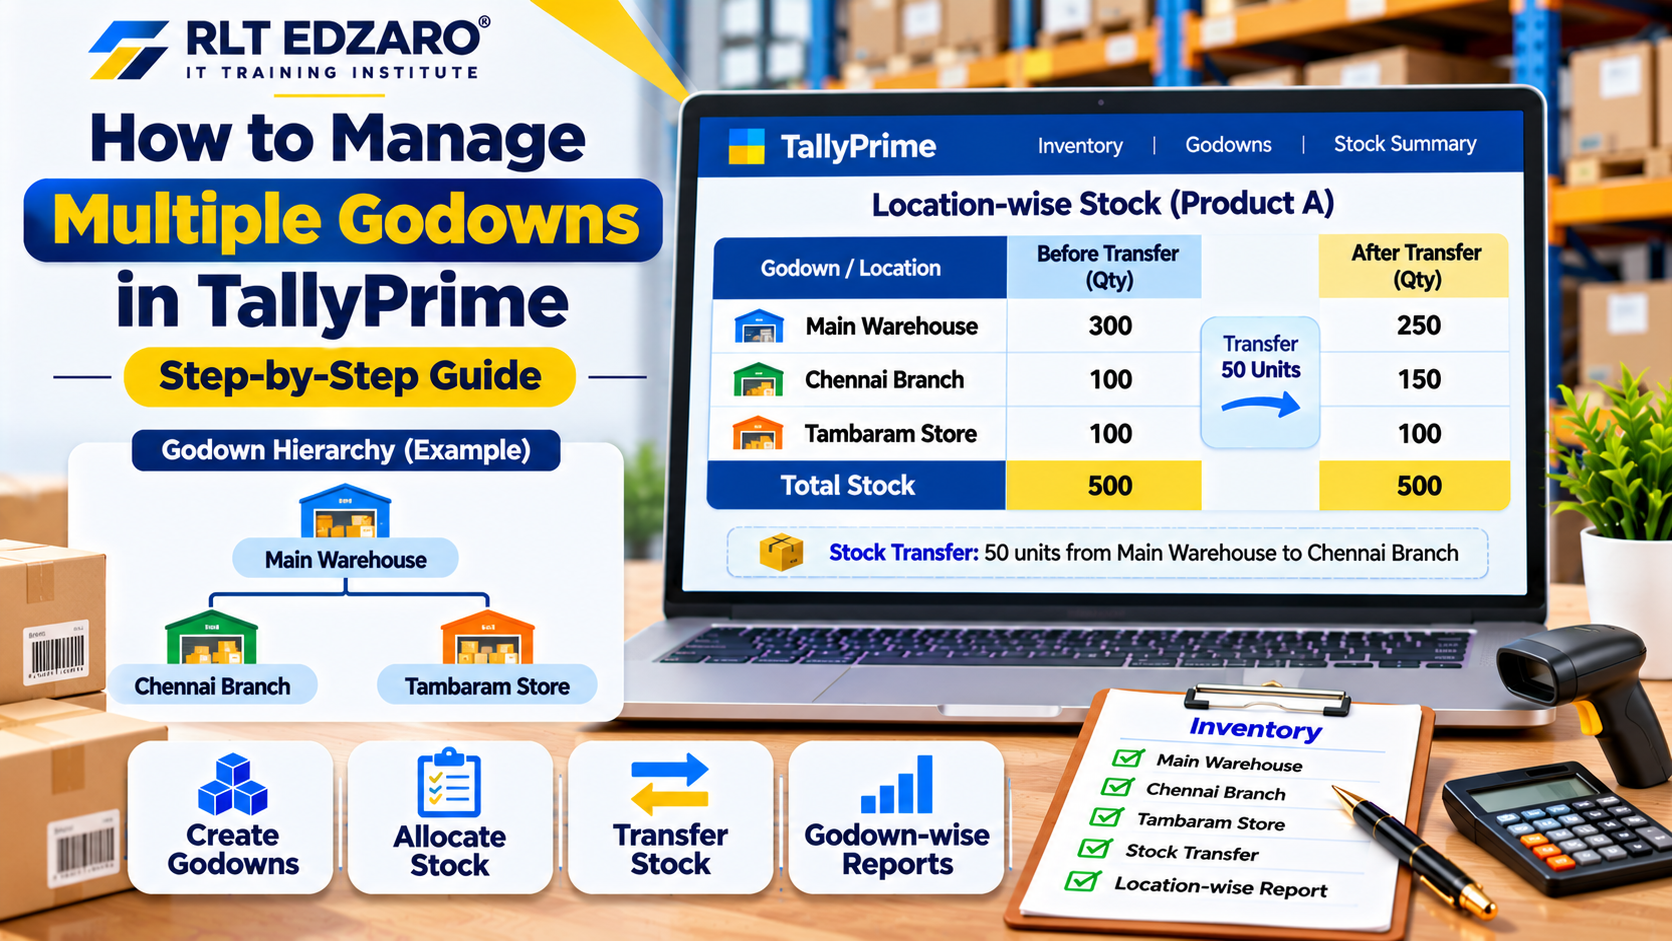 RLT EDZARO®
IT TRAINING INSTITUTE
How to Manage
Multiple Godowns
in TallyPrime
Step-by-Step Guide
Godown Hierarchy (Example)
Main Warehouse
Chennai Branch
Tambaram Store
TallyPrime
Inventory | Godowns | Stock Summary
Location-wise Stock (Product A)
Godown / Location
Before Transfer
(Qty)
After Transfer
(Qty)
Main Warehouse 300 250
Chennai Branch 100 150
Tambaram Store 100 100
Transfer
50 Units
Total Stock 500 500
Stock Transfer: 50 units from Main Warehouse to Chennai Branch
Create
Godowns
Allocate
Stock
Transfer
Stock
Godown-wise
Reports
Inventory
Main Warehouse
Chennai Branch
Tambaram Store
Stock Transfer
Location-wise Report